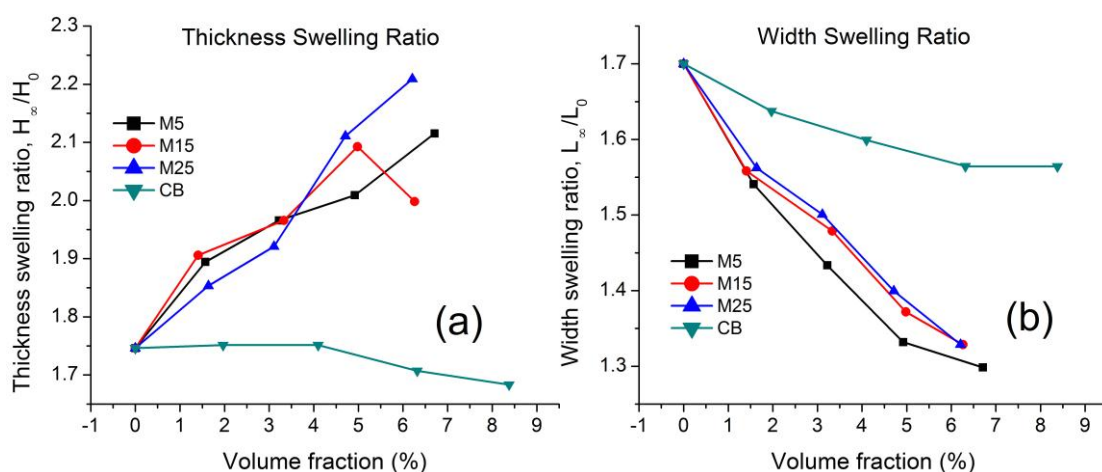 Thickness Swelling Ratio
Thickness swelling ratio, H∞/H0
2.3
2.2
2.1
2.0
1.9
1.8
1.7
M5
M15
M25
CB
(a)
-1 0 1 2 3 4 5 6 7 8 9
Volume fraction (%)
Width Swelling Ratio
Width swelling ratio, L∞/L0
1.7
1.6
1.5
1.4
1.3
M5
M15
M25
CB
(b)
-1 0 1 2 3 4 5 6 7 8 9
Volume fraction (%)